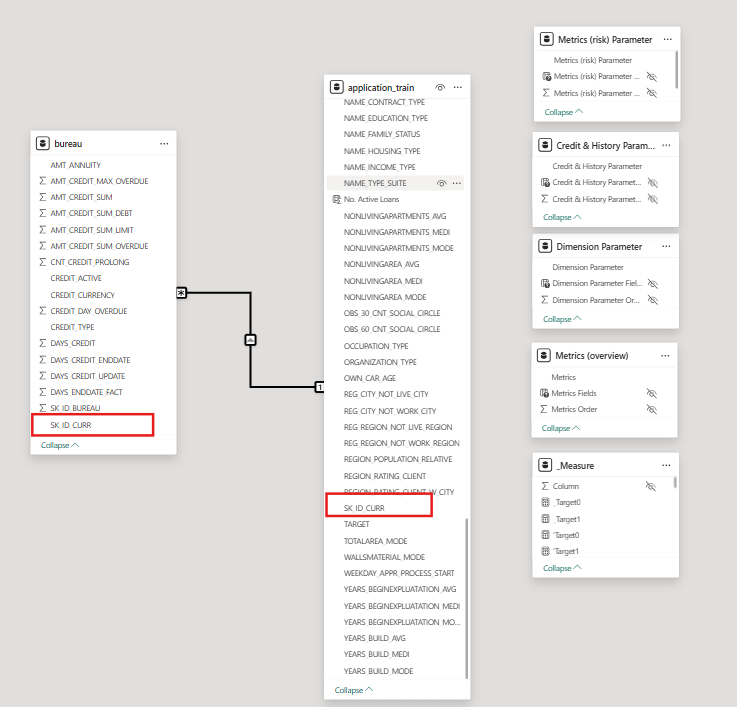 bureau
AMT_ANNUITY
AMT_CREDIT_MAX_OVERDUE
AMT_CREDIT_SUM
AMT_CREDIT_SUM_DEBT
AMT_CREDIT_SUM_LIMIT
AMT_CREDIT_SUM_OVERDUE
CNT_CREDIT_PROLONG
CREDIT_ACTIVE
CREDIT_CURRENCY
CREDIT_DAY_OVERDUE
CREDIT_TYPE
DAYS_CREDIT
DAYS_CREDIT_ENDDATE
DAYS_CREDIT_UPDATE
DAYS_ENDDATE_FACT
SK_ID_BUREAU
SK_ID_CURR
Collapse
1
application_train
NAME_CONTRACT_TYPE
NAME_EDUCATION_TYPE
NAME_FAMILY_STATUS
NAME_HOUSING_TYPE
NAME_INCOME_TYPE
NAME_TYPE_SUITE
No. Active Loans
NONLIVINGAPARTMENTS_AVG
NONLIVINGAPARTMENTS_MEDI
NONLIVINGAPARTMENTS_MODE
NONLIVINGAREA_AVG
NONLIVINGAREA_MEDI
NONLIVINGAREA_MODE
OBS_30_CNT_SOCIAL_CIRCLE
OBS_60_CNT_SOCIAL_CIRCLE
OCCUPATION_TYPE
ORGANIZATION_TYPE
OWN_CAR_AGE
REG_CITY_NOT_LIVE_CITY
REG_CITY_NOT_WORK_CITY
REG_REGION_NOT_LIVE_REGION
REG_REGION_NOT_WORK_REGION
REGION_POPULATION_RELATIVE
REGION_RATING_CLIENT
REGION_RATING_CLIENT_W_CITY
SK_ID_CURR
TARGET
TOTALAREA_MODE
WALLSMATERIAL_MODE
WEEKDAY_APPR_PROCESS_START
YEARS_BEGINEXPLUATATION_AVG
YEARS_BEGINEXPLUATATION_MEDI
YEARS_BEGINEXPLUATATION_MO...
YEARS_BUILD_AVG
YEARS_BUILD_MEDI
YEARS_BUILD_MODE
Collapse
Metrics (risk) Parameter
Metrics (risk) Parameter
Metrics (risk) Parameter ...
Metrics (risk) Parameter ...
Collapse
Credit & History Param...
Credit & History Parameter
Credit & History Paramet...
Credit & History Paramet...
Collapse
Dimension Parameter
Dimension Parameter
Dimension Parameter Fiel...
Dimension Parameter Or...
Collapse
Metrics (overview)
Metrics
Metrics Fields
Metrics Order
Collapse
_Measure
Column
_Target0
_Target1
'Target0
'Target1
Collapse